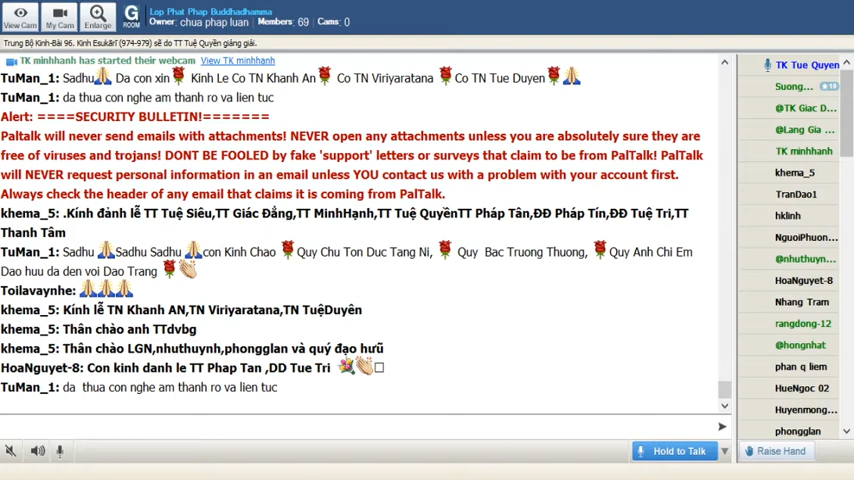 View Cam
My Cam
Enlarge
G
ROOM
Lop Phat Phap Buddhadhamma
Owner: chua phap luan / Members: 69 / Cams: 0
Trung Bộ Kinh-Bài 96. Kinh Esukārī (974-979) sẽ do TT Tuệ Quyền giảng giải.
TK minhhanh has started their webcam View TK minhhanh
TuMan_1: Sadhu🙏 Da con xin🌹 Kinh Le Co TN Khanh An🌹 Co TN Viriyaratana 🌹 Co TN Tue Duyen🌹🙏
TuMan_1: da thua con nghe am thanh ro va lien tuc
Alert: ====SECURITY BULLETIN!=======
Paltalk will never send emails with attachments! NEVER open any attachments unless you are absolutely sure they are
free of viruses and trojans! DONT BE FOOLED by fake 'support' letters or surveys that claim to be from PalTalk! PalTalk
will NEVER request personal information in an email unless YOU contact us with a problem with your account first.
Always check the header of any email that claims it is coming from PalTalk.
khema_5: .Kính đảnh lễ TT Tuệ Siêu,TT Giác Đẳng,TT MinhHạnh,TT Tuệ QuyềnTT Pháp Tân,ĐĐ Pháp Tín,ĐĐ Tuệ Tri,TT
Thanh Tâm
TuMan_1: Sadhu 🙏Sadhu Sadhu 🙏con Kinh Chao 🌹Quy Chu Ton Duc Tang Ni, 🌹 Quy Bac Truong Thuong, 🌹Quy Anh Chi Em
Dao huu da den voi Dao Trang 🌹👏
Toilavaynhe: 🙏🙏🙏
khema_5: Kính lễ TN Khanh AN,TN Viriyaratana,TN TuệDuyên
khema_5: Thân chào anh TTdvbg
khema_5: Thân chào LGN,nhuthuynh,phongglan và quý đạo hưũ
HoaNguyet-8: Con kinh danh le TT Phap Tan ,DD Tue Tri 💐👏□
TuMan_1: da thua con nghe am thanh ro va lien tuc
Hold to Talk
TK Tue Quyen
Suong...
18
@TK Giac D...
@Lang Gia ...
TK minhhanh
khema_5
TranDao1
hklinh
NguoiPhuon...
@nhuthuyn...
HoaNguyet-8
Nhang Tram
rangdong-12
@hongnhat
phan q liem
HueNgoc 02
Huyenmong...
phongglan
Raise Hand